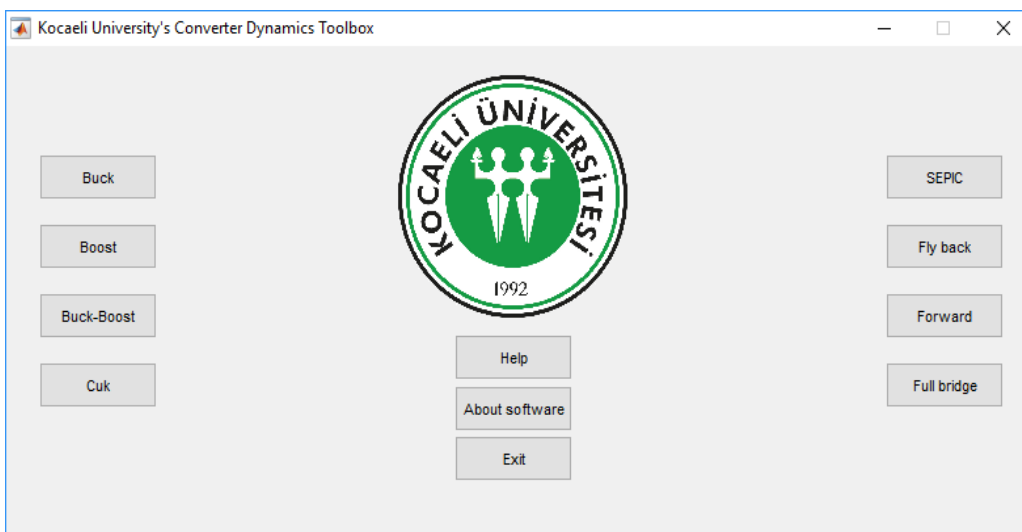 Kocaeli University's Converter Dynamics Toolbox
KOCAELİ ÜNİVERSİTESİ
1992
Buck
Boost
Buck-Boost
Cuk
Help
About software
Exit
SEPIC
Fly back
Forward
Full bridge